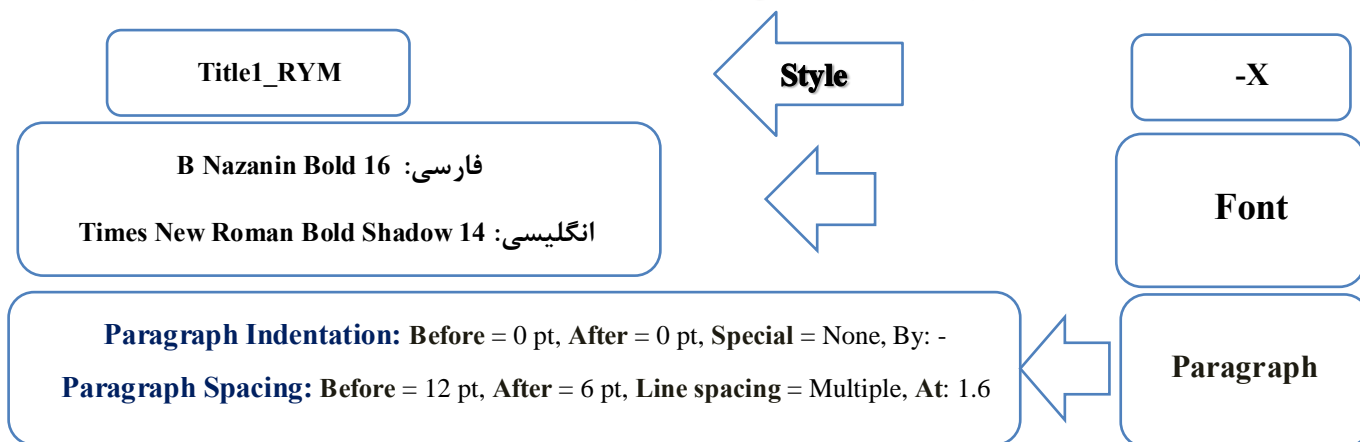 Title1_RYM
Style
-X
فارسی: B Nazanin Bold 16
انگلیسی: Times New Roman Bold Shadow 14
Font
Paragraph Indentation: Before = 0 pt, After = 0 pt, Special = None, By: -
Paragraph Spacing: Before = 12 pt, After = 6 pt, Line spacing = Multiple, At: 1.6
Paragraph